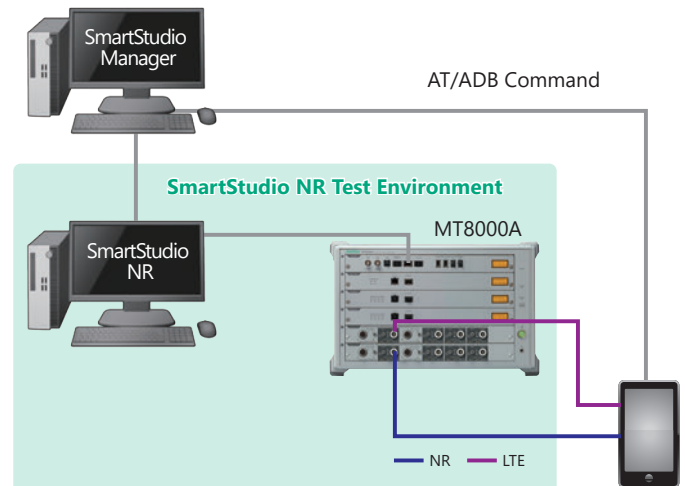 SmartStudio
Manager
AT/ADB Command
SmartStudio NR Test Environment
SmartStudio
NR
MT8000A
NR
LTE